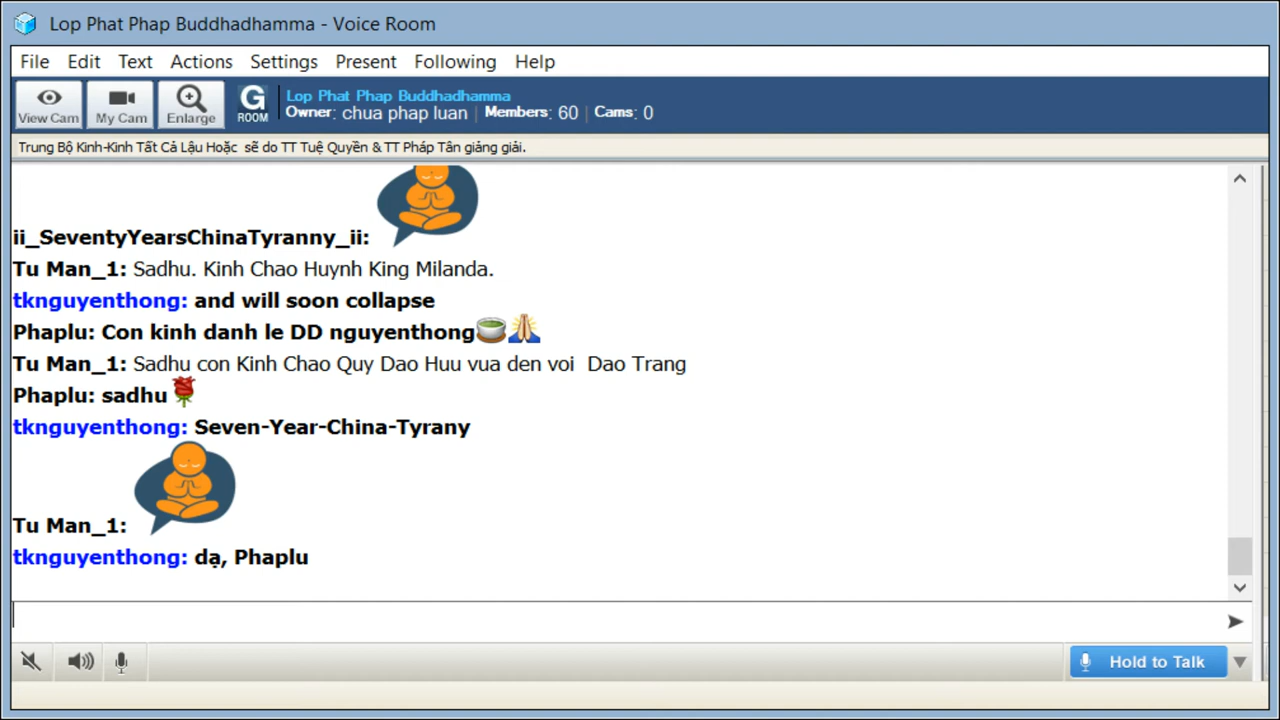 Lop Phat Phap Buddhadhamma - Voice Room
File Edit Text Actions Settings Present Following Help
View Cam My Cam Enlarge G ROOM
Lop Phat Phap Buddhadhamma
Owner: chua phap luan | Members: 60 | Cams: 0
Trung Bộ Kinh-Kinh Tất Cả Lậu Hoặc sẽ do TT Tuệ Quyền & TT Pháp Tân giảng giải.
ii_SeventyYearsChinaTyranny_ii:
Tu Man_1: Sadhu. Kinh Chao Huynh King Milanda.
tknguyenthong: and will soon collapse
Phaplu: Con kinh danh le DD nguyenthong🍵🙏
Tu Man_1: Sadhu con Kinh Chao Quy Dao Huu vua den voi Dao Trang
Phaplu: sadhu🌹
tknguyenthong: Seven-Year-China-Tyrany
Tu Man_1:
tknguyenthong: dạ, Phaplu
Hold to Talk